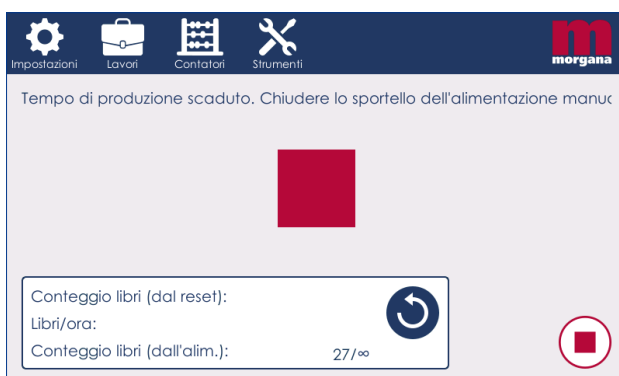 Impostazioni Lavori Contatori Strumenti
morgana
Tempo di produzione scaduto. Chiudere lo sportello dell'alimentazione manuc
Conteggio libri (dal reset):
Libri/ora:
Conteggio libri (dall'alim.): 27/∞